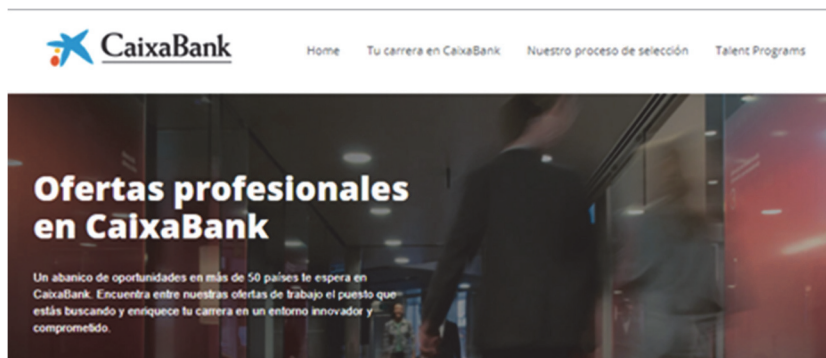 CaixaBank
Home Tu carrera en CaixaBank Nuestro proceso de selección Talent Programs
Ofertas profesionales
en CaixaBank
Un abanico de oportunidades en más de 50 países te espera en
CaixaBank. Encuentra entre nuestras ofertas de trabajo el puesto que
estás buscando y enriquece tu carrera en un entorno innovador y
comprometido.